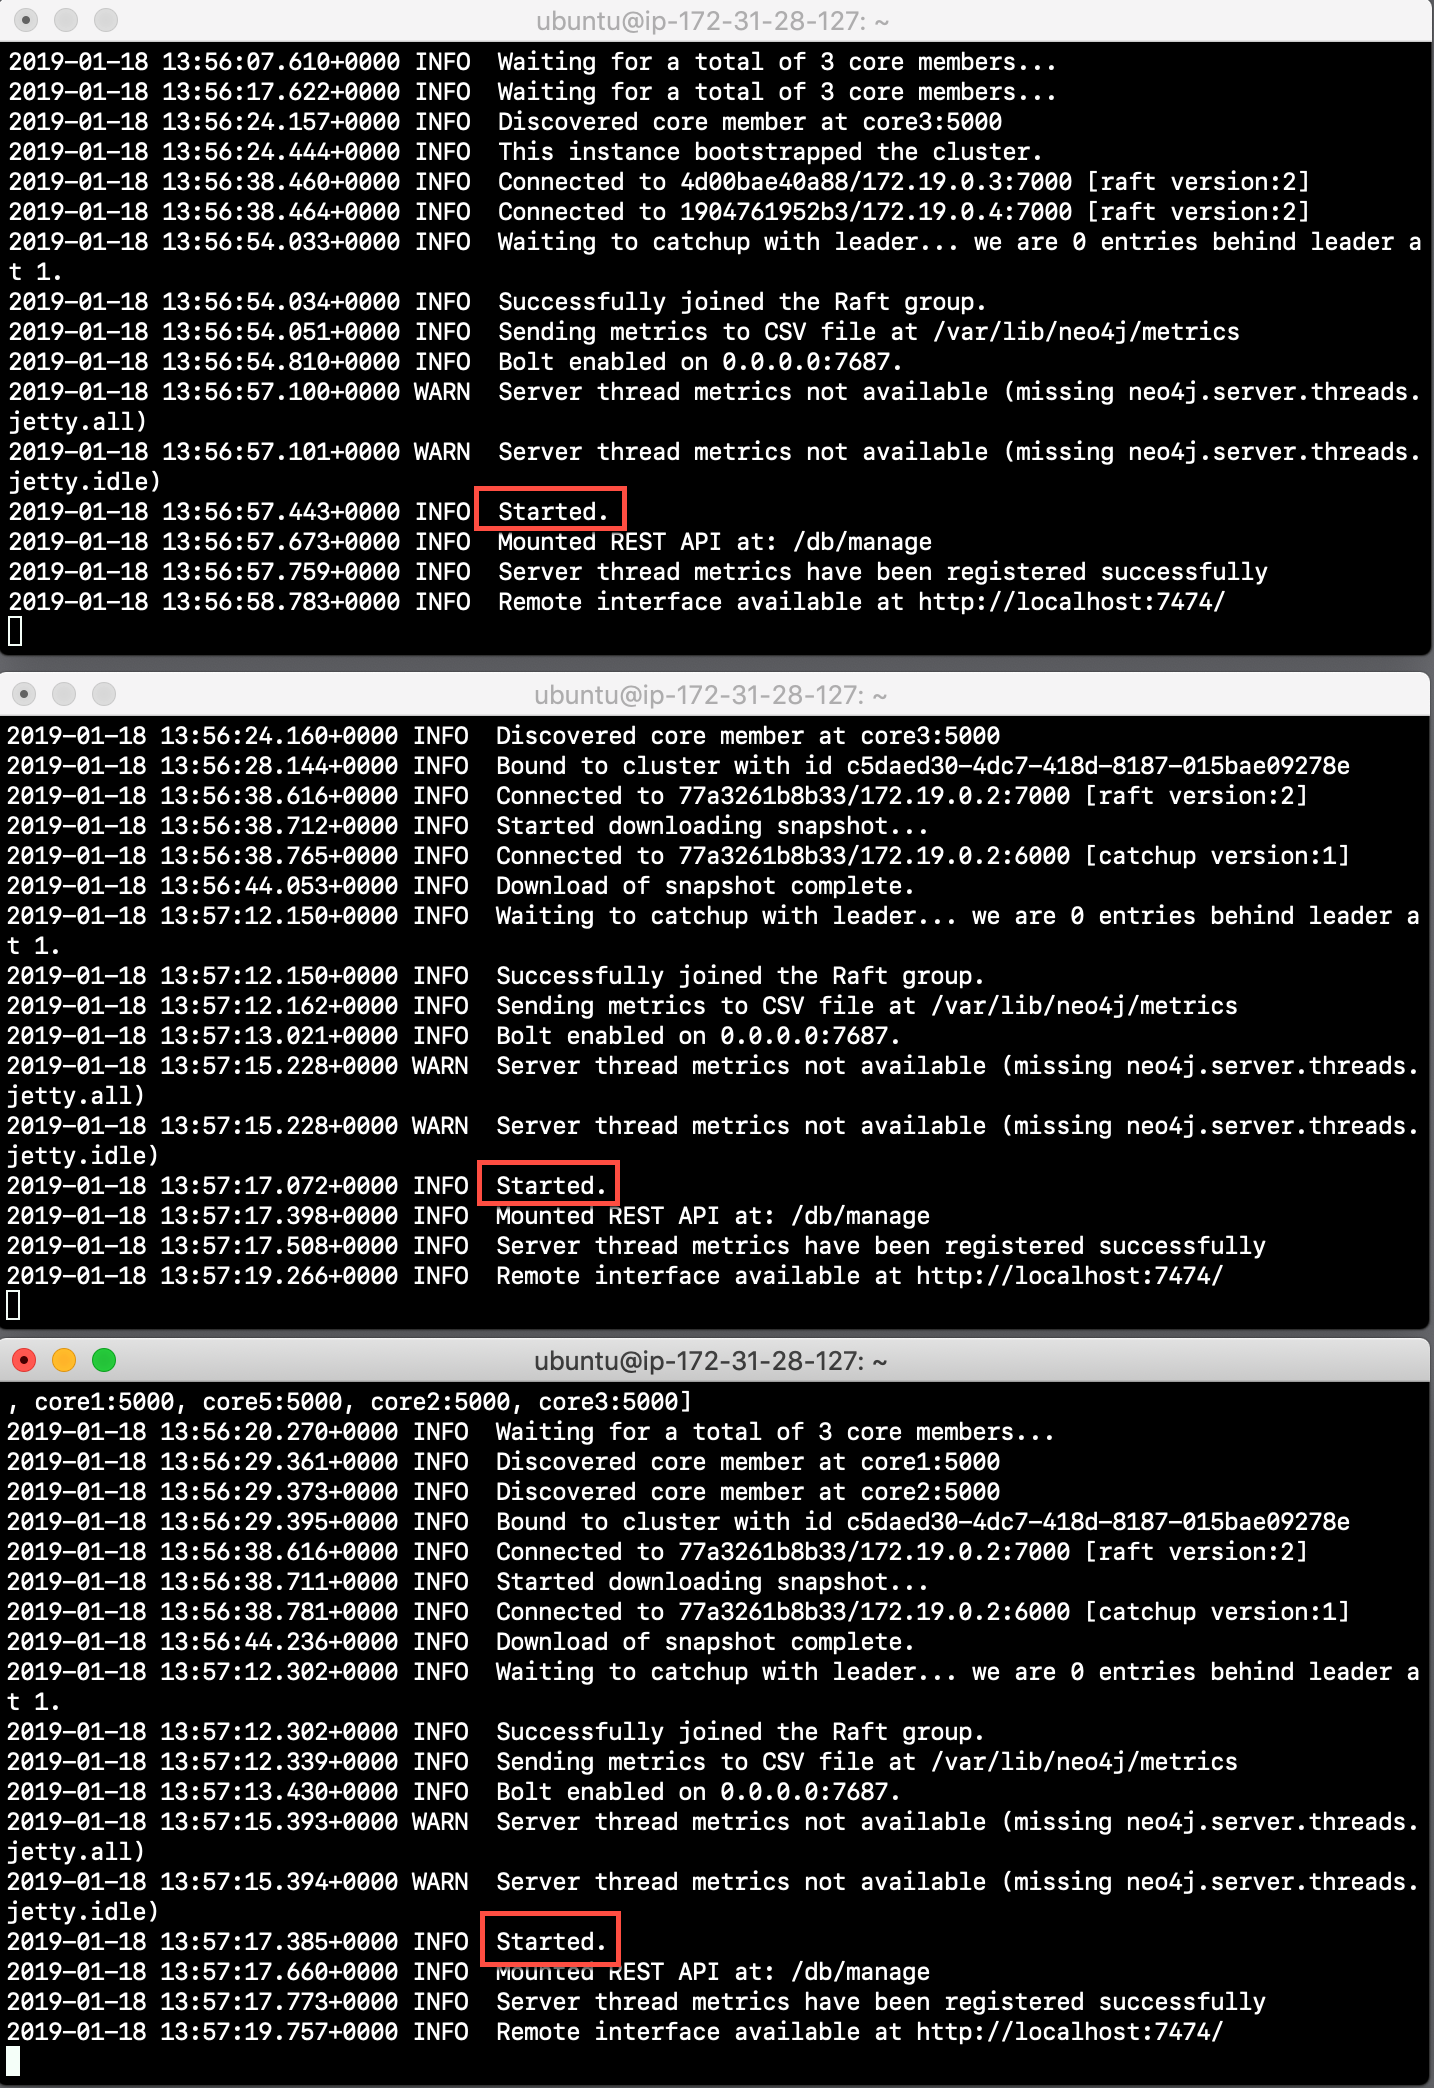 ubuntu@ip-172-31-28-127: ~
2019-01-18 13:56:07.610+0000 INFO  Waiting for a total of 3 core members...
2019-01-18 13:56:17.622+0000 INFO  Waiting for a total of 3 core members...
2019-01-18 13:56:24.157+0000 INFO  Discovered core member at core3:5000
2019-01-18 13:56:24.444+0000 INFO  This instance bootstrapped the cluster.
2019-01-18 13:56:38.460+0000 INFO  Connected to 4d00bae40a88/172.19.0.3:7000 [raft version:2]
2019-01-18 13:56:38.464+0000 INFO  Connected to 1904761952b3/172.19.0.4:7000 [raft version:2]
2019-01-18 13:56:54.033+0000 INFO  Waiting to catchup with leader... we are 0 entries behind leader a
t 1.
2019-01-18 13:56:54.034+0000 INFO  Successfully joined the Raft group.
2019-01-18 13:56:54.051+0000 INFO  Sending metrics to CSV file at /var/lib/neo4j/metrics
2019-01-18 13:56:54.810+0000 INFO  Bolt enabled on 0.0.0.0:7687.
2019-01-18 13:56:57.100+0000 WARN  Server thread metrics not available (missing neo4j.server.threads.
jetty.all)
2019-01-18 13:56:57.101+0000 WARN  Server thread metrics not available (missing neo4j.server.threads.
jetty.idle)
2019-01-18 13:56:57.443+0000 INFO  Started.
2019-01-18 13:56:57.673+0000 INFO  Mounted REST API at: /db/manage
2019-01-18 13:56:57.759+0000 INFO  Server thread metrics have been registered successfully
2019-01-18 13:56:58.783+0000 INFO  Remote interface available at http://localhost:7474/
ubuntu@ip-172-31-28-127: ~
2019-01-18 13:56:24.160+0000 INFO  Discovered core member at core3:5000
2019-01-18 13:56:28.144+0000 INFO  Bound to cluster with id c5daed30-4dc7-418d-8187-015bae09278e
2019-01-18 13:56:38.616+0000 INFO  Connected to 77a3261b8b33/172.19.0.2:7000 [raft version:2]
2019-01-18 13:56:38.712+0000 INFO  Started downloading snapshot...
2019-01-18 13:56:38.765+0000 INFO  Connected to 77a3261b8b33/172.19.0.2:6000 [catchup version:1]
2019-01-18 13:56:44.053+0000 INFO  Download of snapshot complete.
2019-01-18 13:57:12.150+0000 INFO  Waiting to catchup with leader... we are 0 entries behind leader a
t 1.
2019-01-18 13:57:12.150+0000 INFO  Successfully joined the Raft group.
2019-01-18 13:57:12.162+0000 INFO  Sending metrics to CSV file at /var/lib/neo4j/metrics
2019-01-18 13:57:13.021+0000 INFO  Bolt enabled on 0.0.0.0:7687.
2019-01-18 13:57:15.228+0000 WARN  Server thread metrics not available (missing neo4j.server.threads.
jetty.all)
2019-01-18 13:57:15.228+0000 WARN  Server thread metrics not available (missing neo4j.server.threads.
jetty.idle)
2019-01-18 13:57:17.072+0000 INFO  Started.
2019-01-18 13:57:17.398+0000 INFO  Mounted REST API at: /db/manage
2019-01-18 13:57:17.508+0000 INFO  Server thread metrics have been registered successfully
2019-01-18 13:57:19.266+0000 INFO  Remote interface available at http://localhost:7474/
ubuntu@ip-172-31-28-127: ~
, core1:5000, core5:5000, core2:5000, core3:5000]
2019-01-18 13:56:20.270+0000 INFO  Waiting for a total of 3 core members...
2019-01-18 13:56:29.361+0000 INFO  Discovered core member at core1:5000
2019-01-18 13:56:29.373+0000 INFO  Discovered core member at core2:5000
2019-01-18 13:56:29.395+0000 INFO  Bound to cluster with id c5daed30-4dc7-418d-8187-015bae09278e
2019-01-18 13:56:38.616+0000 INFO  Connected to 77a3261b8b33/172.19.0.2:7000 [raft version:2]
2019-01-18 13:56:38.711+0000 INFO  Started downloading snapshot...
2019-01-18 13:56:38.781+0000 INFO  Connected to 77a3261b8b33/172.19.0.2:6000 [catchup version:1]
2019-01-18 13:56:44.236+0000 INFO  Download of snapshot complete.
2019-01-18 13:57:12.302+0000 INFO  Waiting to catchup with leader... we are 0 entries behind leader a
t 1.
2019-01-18 13:57:12.302+0000 INFO  Successfully joined the Raft group.
2019-01-18 13:57:12.339+0000 INFO  Sending metrics to CSV file at /var/lib/neo4j/metrics
2019-01-18 13:57:13.430+0000 INFO  Bolt enabled on 0.0.0.0:7687.
2019-01-18 13:57:15.393+0000 WARN  Server thread metrics not available (missing neo4j.server.threads.
jetty.all)
2019-01-18 13:57:15.394+0000 WARN  Server thread metrics not available (missing neo4j.server.threads.
jetty.idle)
2019-01-18 13:57:17.385+0000 INFO  Started.
2019-01-18 13:57:17.660+0000 INFO  Mounted REST API at: /db/manage
2019-01-18 13:57:17.773+0000 INFO  Server thread metrics have been registered successfully
2019-01-18 13:57:19.757+0000 INFO  Remote interface available at http://localhost:7474/